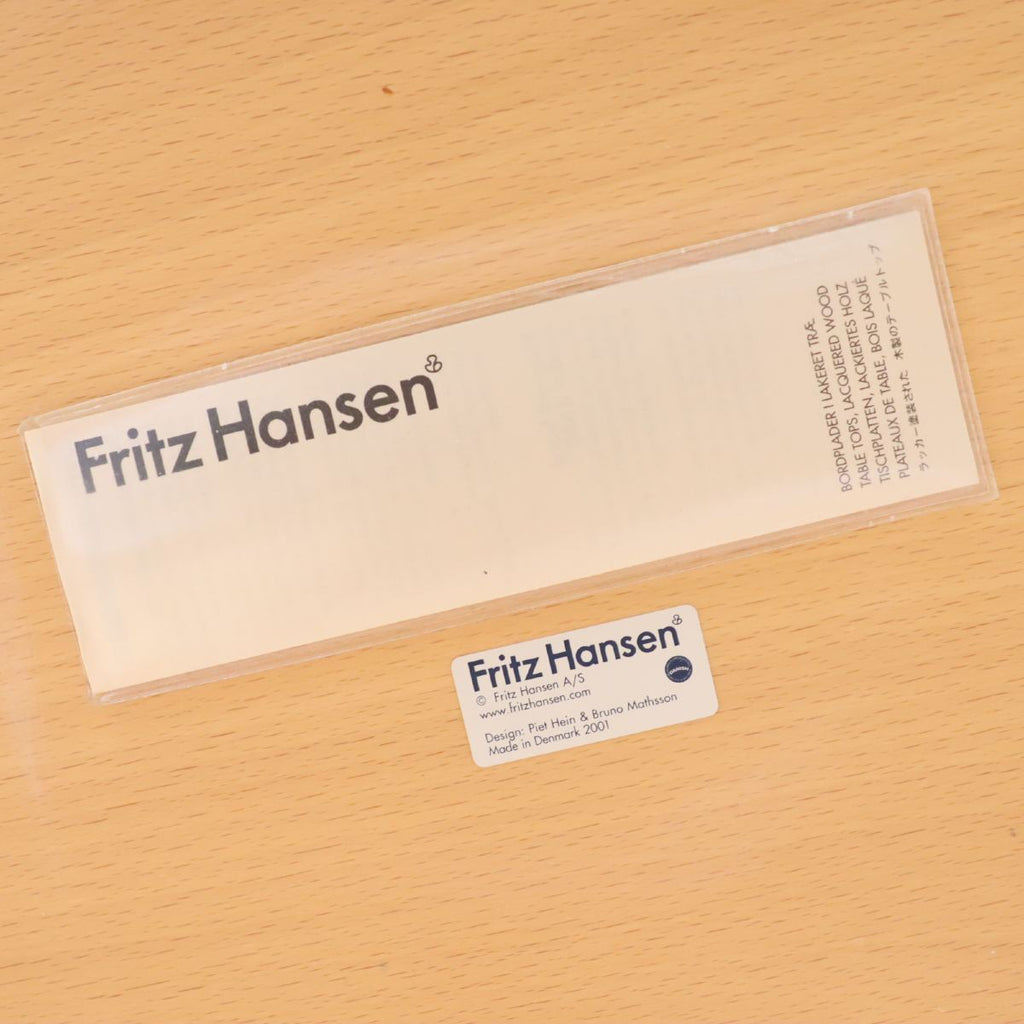 Fritz Hansen
BORDPLADER I LAKERET TRÆ
TABLE TOPS, LACQUERED WOOD
TISCHPLATTEN, LACKIERTES HOLZ
PLATEAUX DE TABLE, BOIS LAQUÉ
ラッカー塗装された 木製のテーブルトップ
Fritz Hansen
© Fritz Hansen A/S
www.fritzhansen.com
Design: Piet Hein & Bruno Mathsson
Made in Denmark 2001